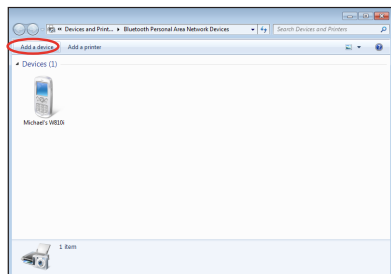 « Devices and Print... ▸ Bluetooth Personal Area Network Devices
Search Devices and Printers
Add a device
Add a printer
Devices (1)
Michael's W810i
1 item